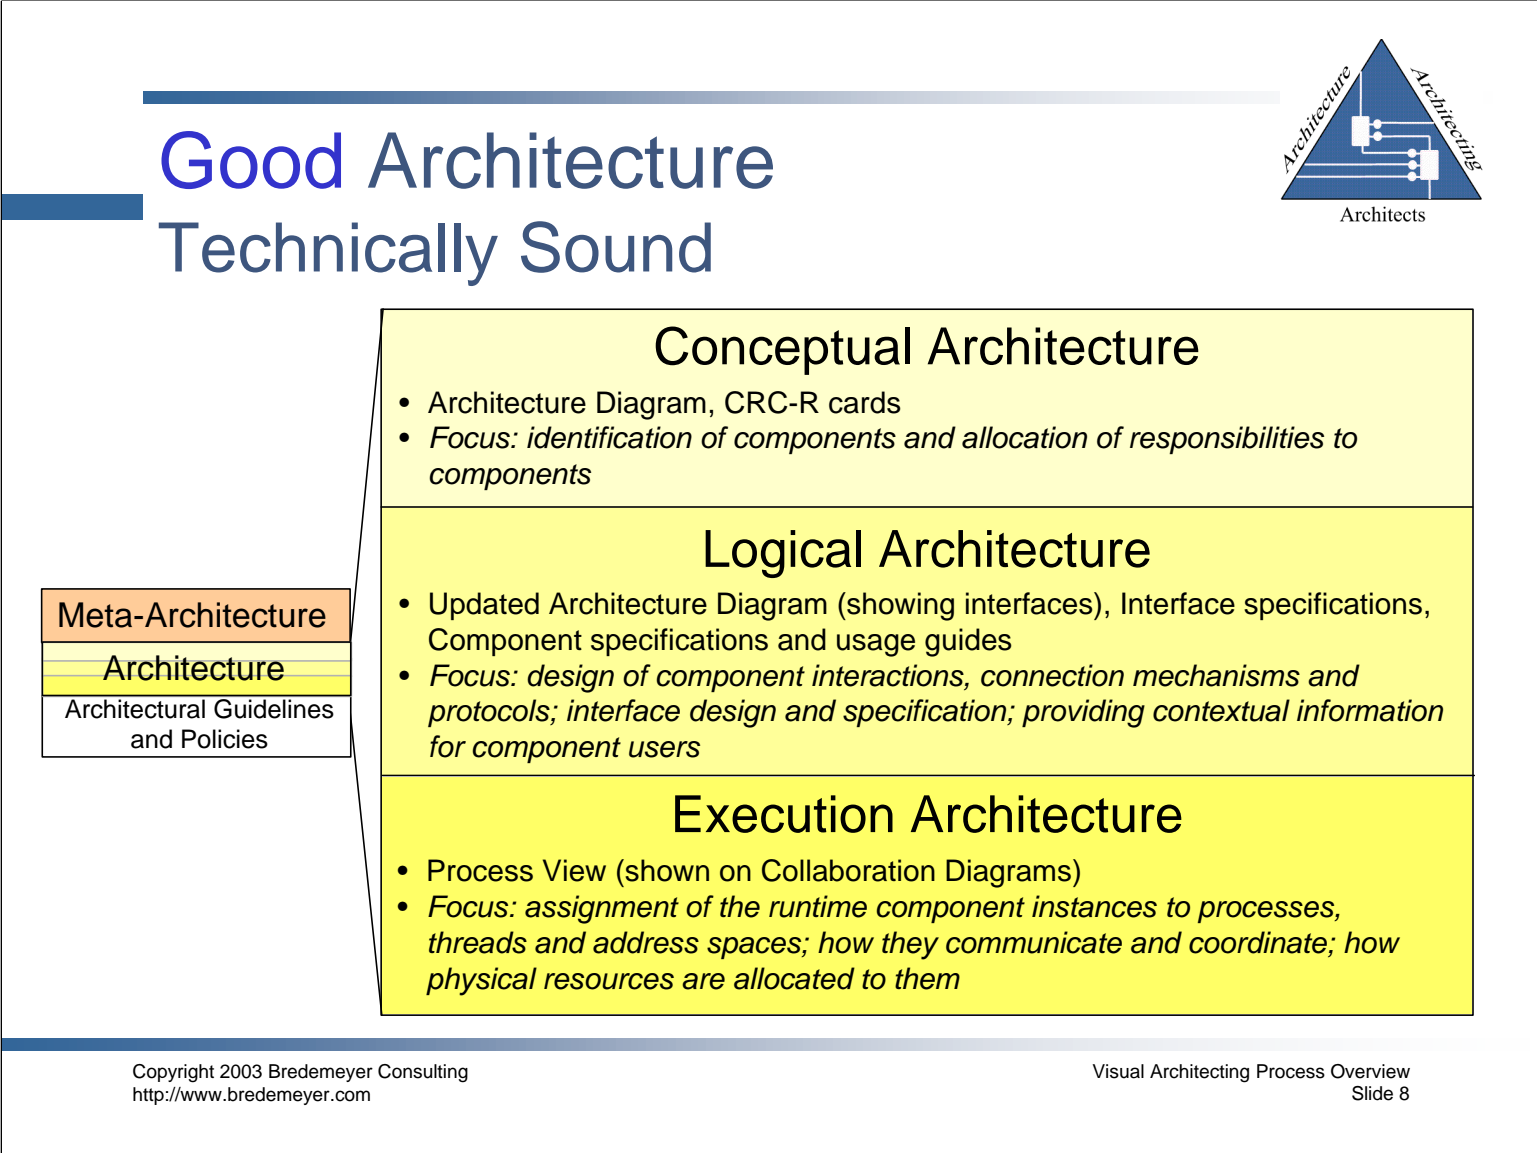 Architecture
Architecting
Architects
Good Architecture
Technically Sound
Conceptual Architecture
• Architecture Diagram, CRC-R cards
• Focus: identification of components and allocation of responsibilities to
components
Logical Architecture
• Updated Architecture Diagram (showing interfaces), Interface specifications,
Component specifications and usage guides
• Focus: design of component interactions, connection mechanisms and
protocols; interface design and specification; providing contextual information
for component users
Meta-Architecture
Architecture
Architectural Guidelines
and Policies
Execution Architecture
• Process View (shown on Collaboration Diagrams)
• Focus: assignment of the runtime component instances to processes,
threads and address spaces; how they communicate and coordinate; how
physical resources are allocated to them
Copyright 2003 Bredemeyer Consulting
http://www.bredemeyer.com
Visual Architecting Process Overview
Slide 8